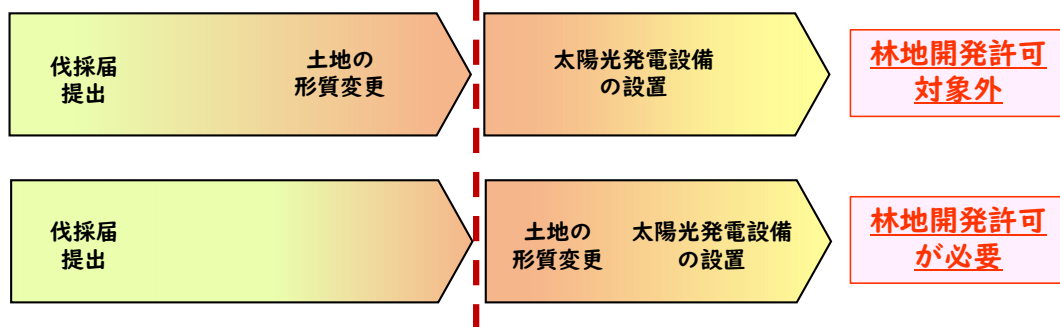 伐採届
提出
土地の
形質変更
太陽光発電設備
の設置
林地開発許可
対象外
伐採届
提出
土地の
形質変更
太陽光発電設備
の設置
林地開発許可
が必要